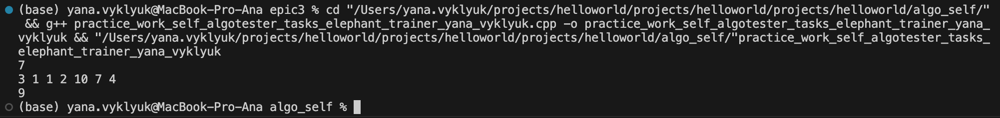 (base) yana.vyklyuk@MacBook-Pro-Ana epic3 % cd "/Users/yana.vyklyuk/projects/helloworld/projects/helloworld/projects/helloworld/algo_self/"
&& g++ practice_work_self_algotester_tasks_elephant_trainer_yana_vyklyuk.cpp -o practice_work_self_algotester_tasks_elephant_trainer_yana_
vyklyuk && "/Users/yana.vyklyuk/projects/helloworld/projects/helloworld/projects/helloworld/algo_self/"practice_work_self_algotester_tasks_
elephant_trainer_yana_vyklyuk
7
3 1 1 2 10 7 4
9
(base) yana.vyklyuk@MacBook-Pro-Ana algo_self %